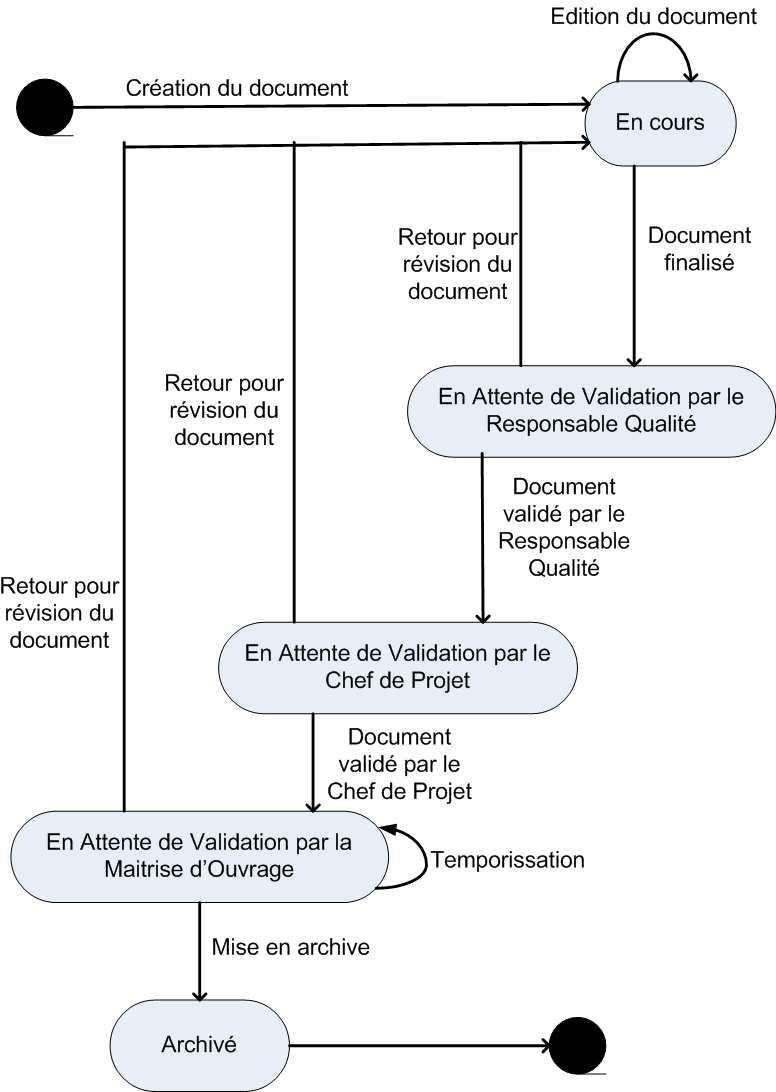 Edition du document
Création du document
En cours
Retour pour
révision du
document
Document
finalisé
Retour pour
révision du
document
En Attente de Validation par le
Responsable Qualité
Document
validé par le
Responsable
Qualité
Retour pour
révision du
document
En Attente de Validation par le
Chef de Projet
Document
validé par le
Chef de Projet
En Attente de Validation par la
Maitrise d'Ouvrage
Temporissation
Mise en archive
Archivé